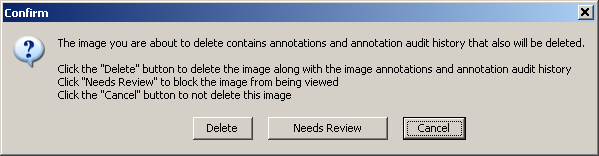 Confirm
The image you are about to delete contains annotations and annotation audit history that also will be deleted.
Click the "Delete" button to delete the image along with the image annotations and annotation audit history
Click "Needs Review" to block the image from being viewed
Click the "Cancel" button to not delete this image
Delete Needs Review Cancel